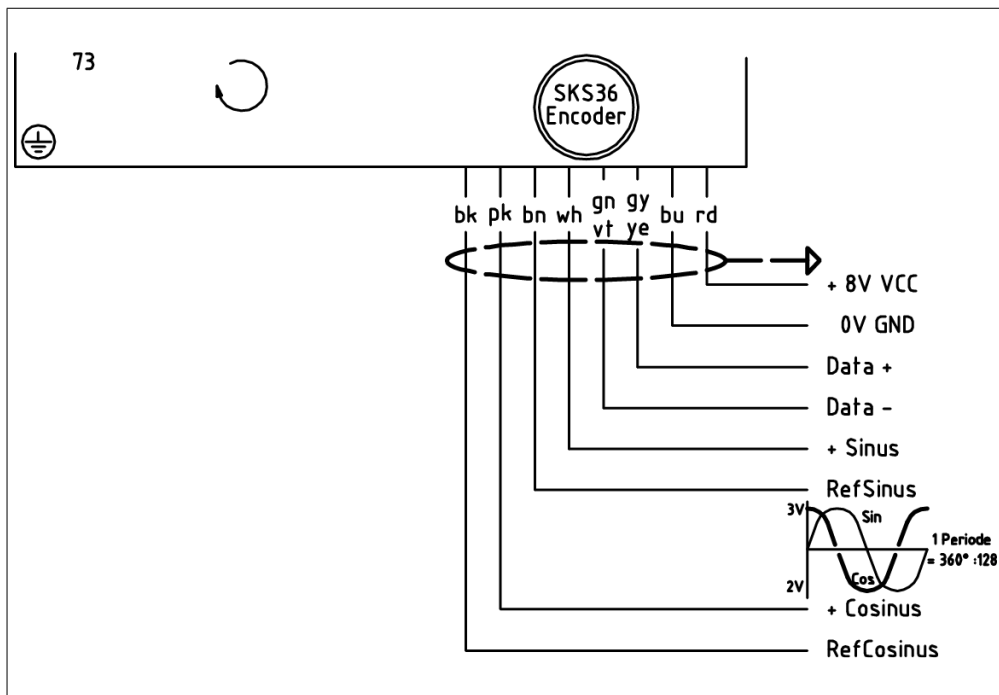 73
SKS36
Encoder
bk pk bn wh gn gy bu rd
vt ye
+ 8V VCC
0V GND
Data +
Data -
+ Sinus
RefSinus
3V
Sin
1 Periode
= 360° :128
Cos
2V
+ Cosinus
RefCosinus